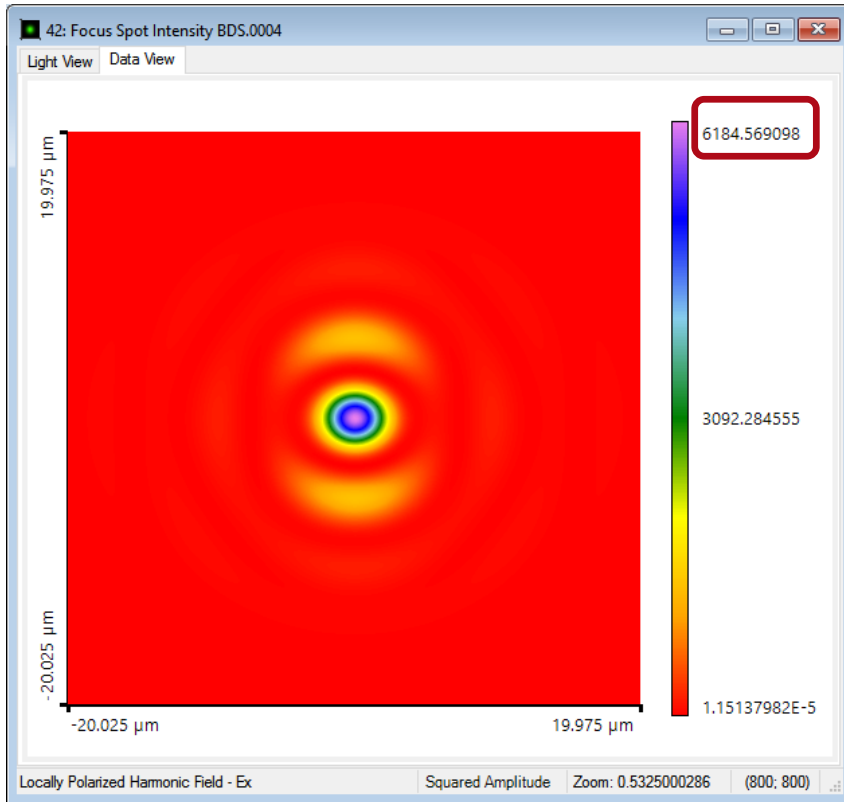 42: Focus Spot Intensity BDS.0004
Light View
Data View
6184.569098
19.975 µm
3092.284555
-20.025 µm
1.15137982E-5
-20.025 µm
19.975 µm
Locally Polarized Harmonic Field - Ex
Squared Amplitude
Zoom: 0.5325000286
(800; 800)